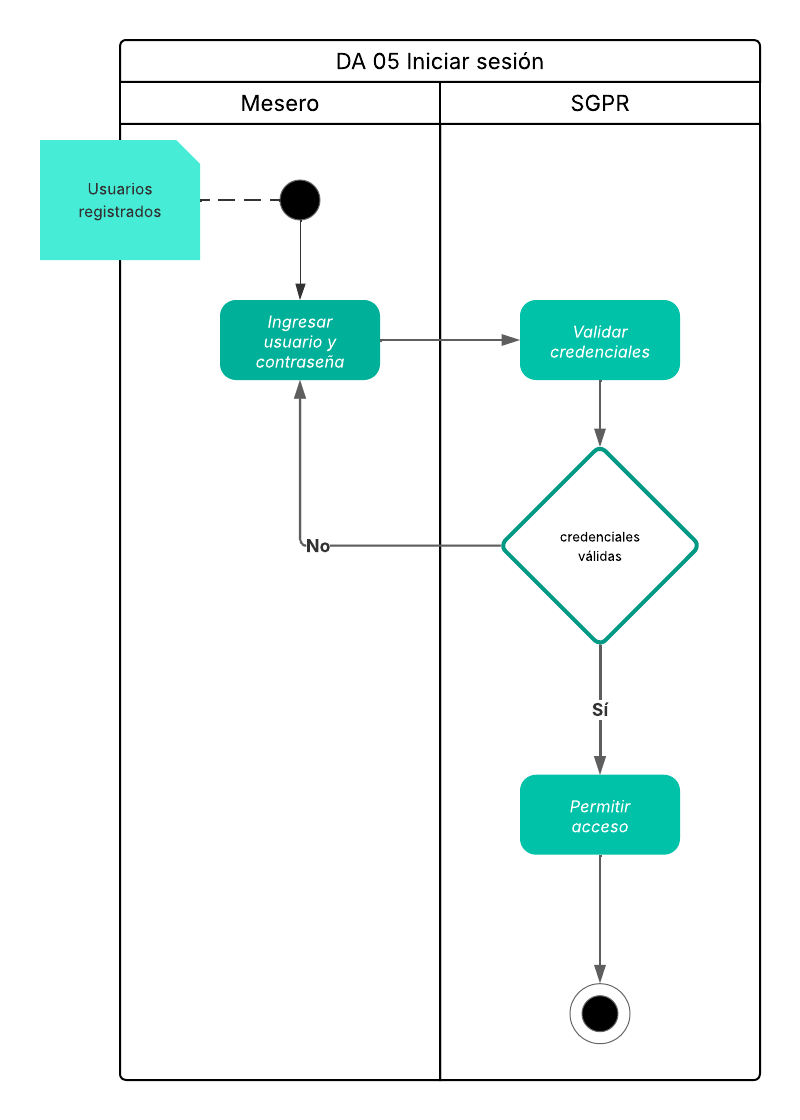 DA 05 Iniciar sesión
Mesero
SGPR
Usuarios
registrados
Ingresar
usuario y
contraseña
Validar
credenciales
credenciales
válidas
No
Sí
Permitir
acceso